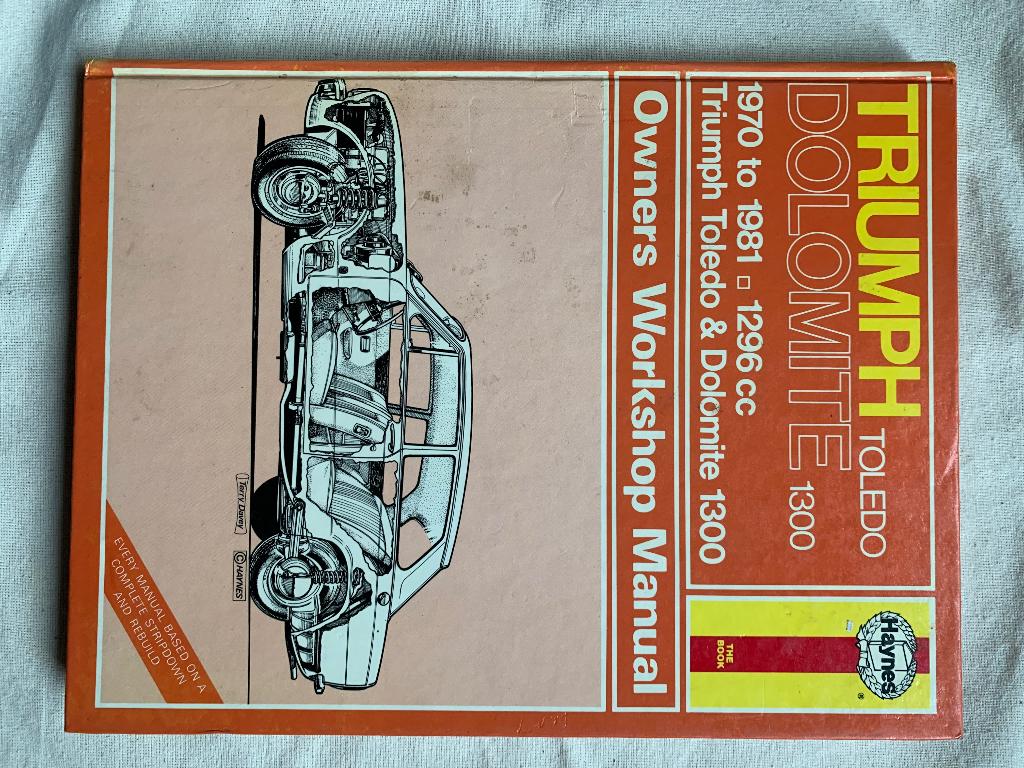 TRIUMPH TOLEDO
DOLOMITE 1300
1970 to 1981 □ 1296 cc
Triumph Toledo & Dolomite 1300
Haynes®
THE
BOOK
Owners Workshop Manual
Terry Davey
© HAYNES
EVERY MANUAL BASED ON A
COMPLETE STRIPDOWN
AND REBUILD